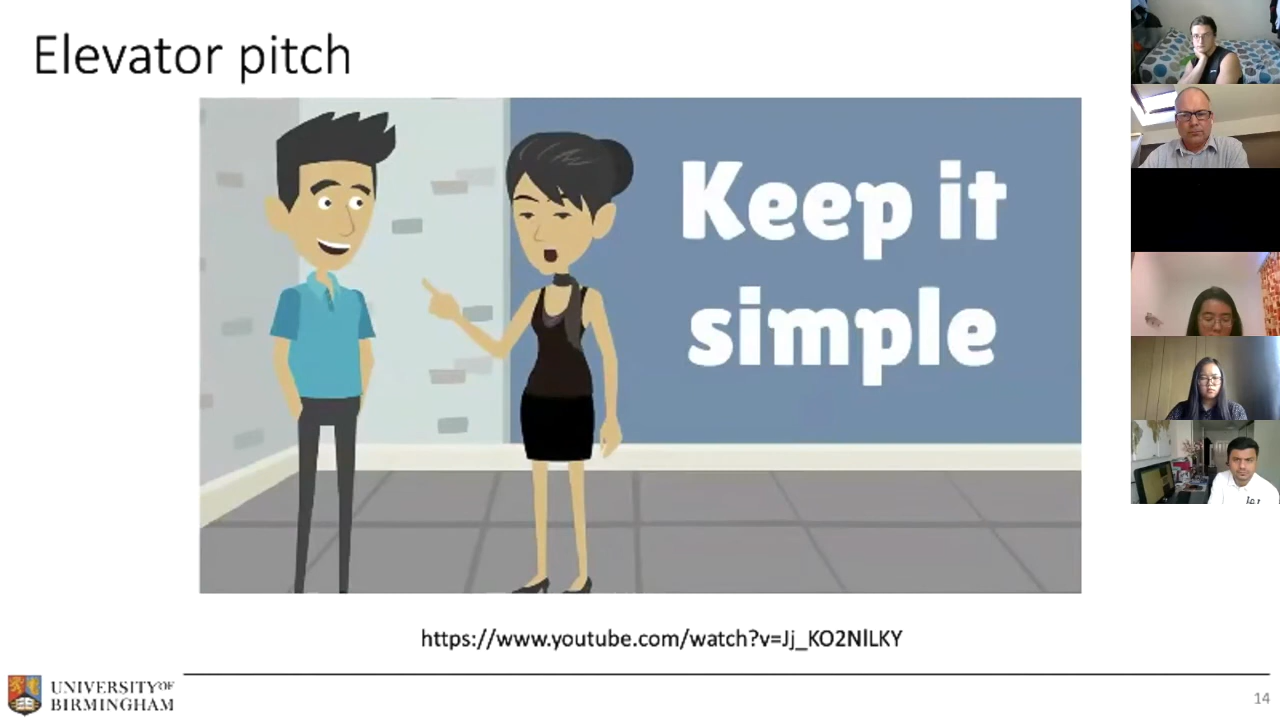 Elevator pitch
Keep it
simple
https://www.youtube.com/watch?v=Jj_KO2NlLKY
UNIVERSITY OF
BIRMINGHAM
14